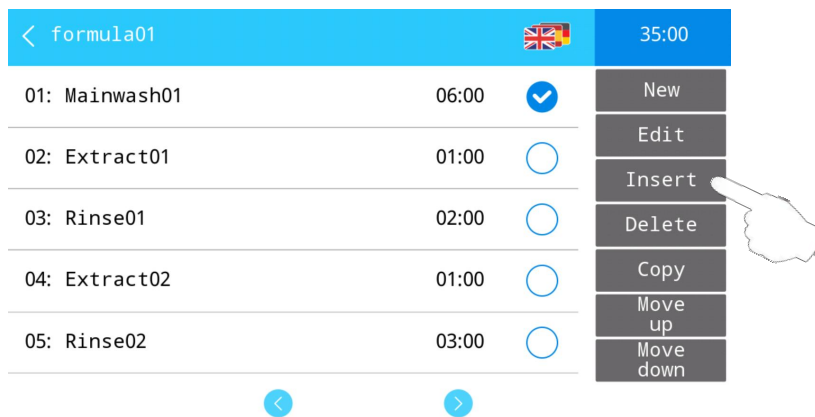 formula01
35:00
01: Mainwash01 06:00
02: Extract01 01:00
03: Rinse01 02:00
04: Extract02 01:00
05: Rinse02 03:00
New
Edit
Insert
Delete
Copy
Move
up
Move
down